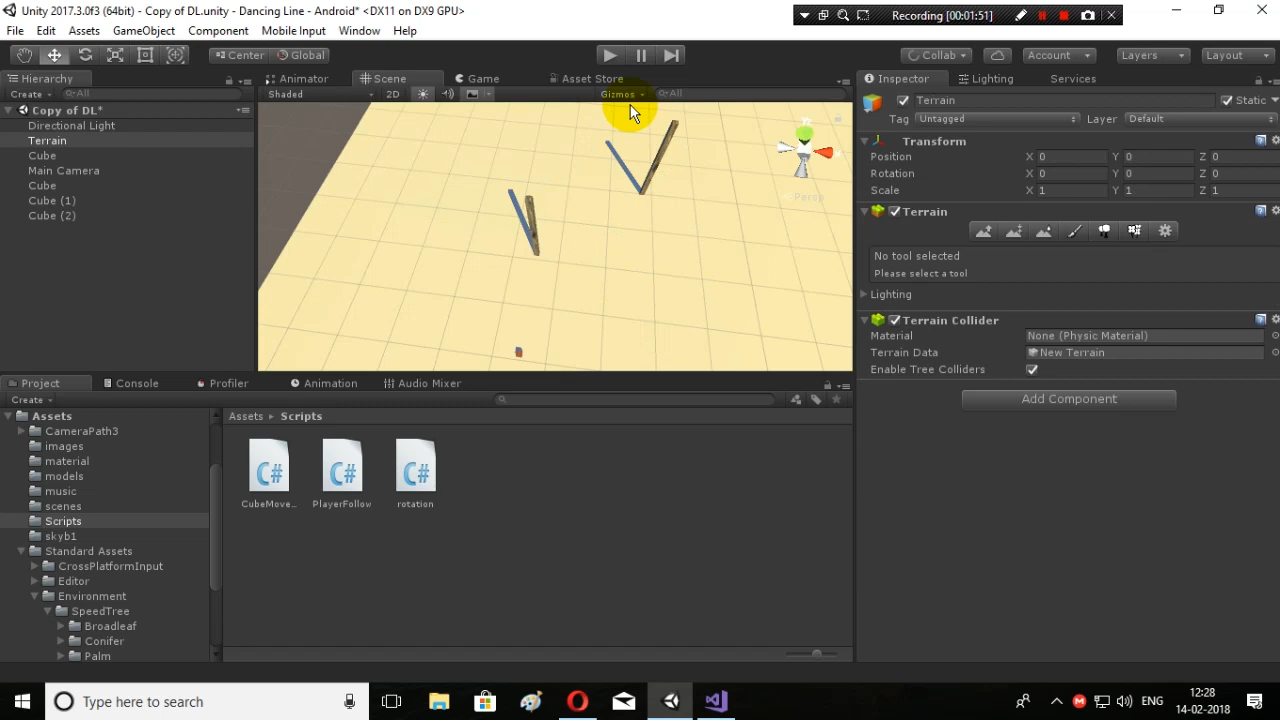 Unity 2017.3.0f3 (64bit) - Copy of DL.unity - Dancing Line - Android* <DX11 on DX9 GPU>
Recording [00:01:51]
File Edit Assets GameObject Component Mobile Input Window Help
Center Global Collab Account Layers Layout
Hierarchy Animator Scene Game Asset Store Inspector Lighting Services
Create All Shaded 2D Gizmos All Terrain Static
Copy of DL*
Tag Untagged Layer Default
Directional Light
Terrain
Cube
Main Camera
Cube
Cube (1)
Cube (2)
Persp
Transform
Position X 0 Y 0 Z 0
Rotation X 0 Y 0 Z 0
Scale X 1 Y 1 Z 1
Terrain
No tool selected
Please select a tool
Lighting
Terrain Collider
Material None (Physic Material)
Terrain Data New Terrain
Enable Tree Colliders
Add Component
Project Console Profiler Animation Audio Mixer
Create
Assets
CameraPath3
images
material
models
music
scenes
Scripts
skyb1
Standard Assets
CrossPlatformInput
Editor
Environment
SpeedTree
Broadleaf
Conifer
Palm
Assets Scripts
C# C# C#
CubeMove... PlayerFollow rotation
Type here to search
ENG
12:28
14-02-2018